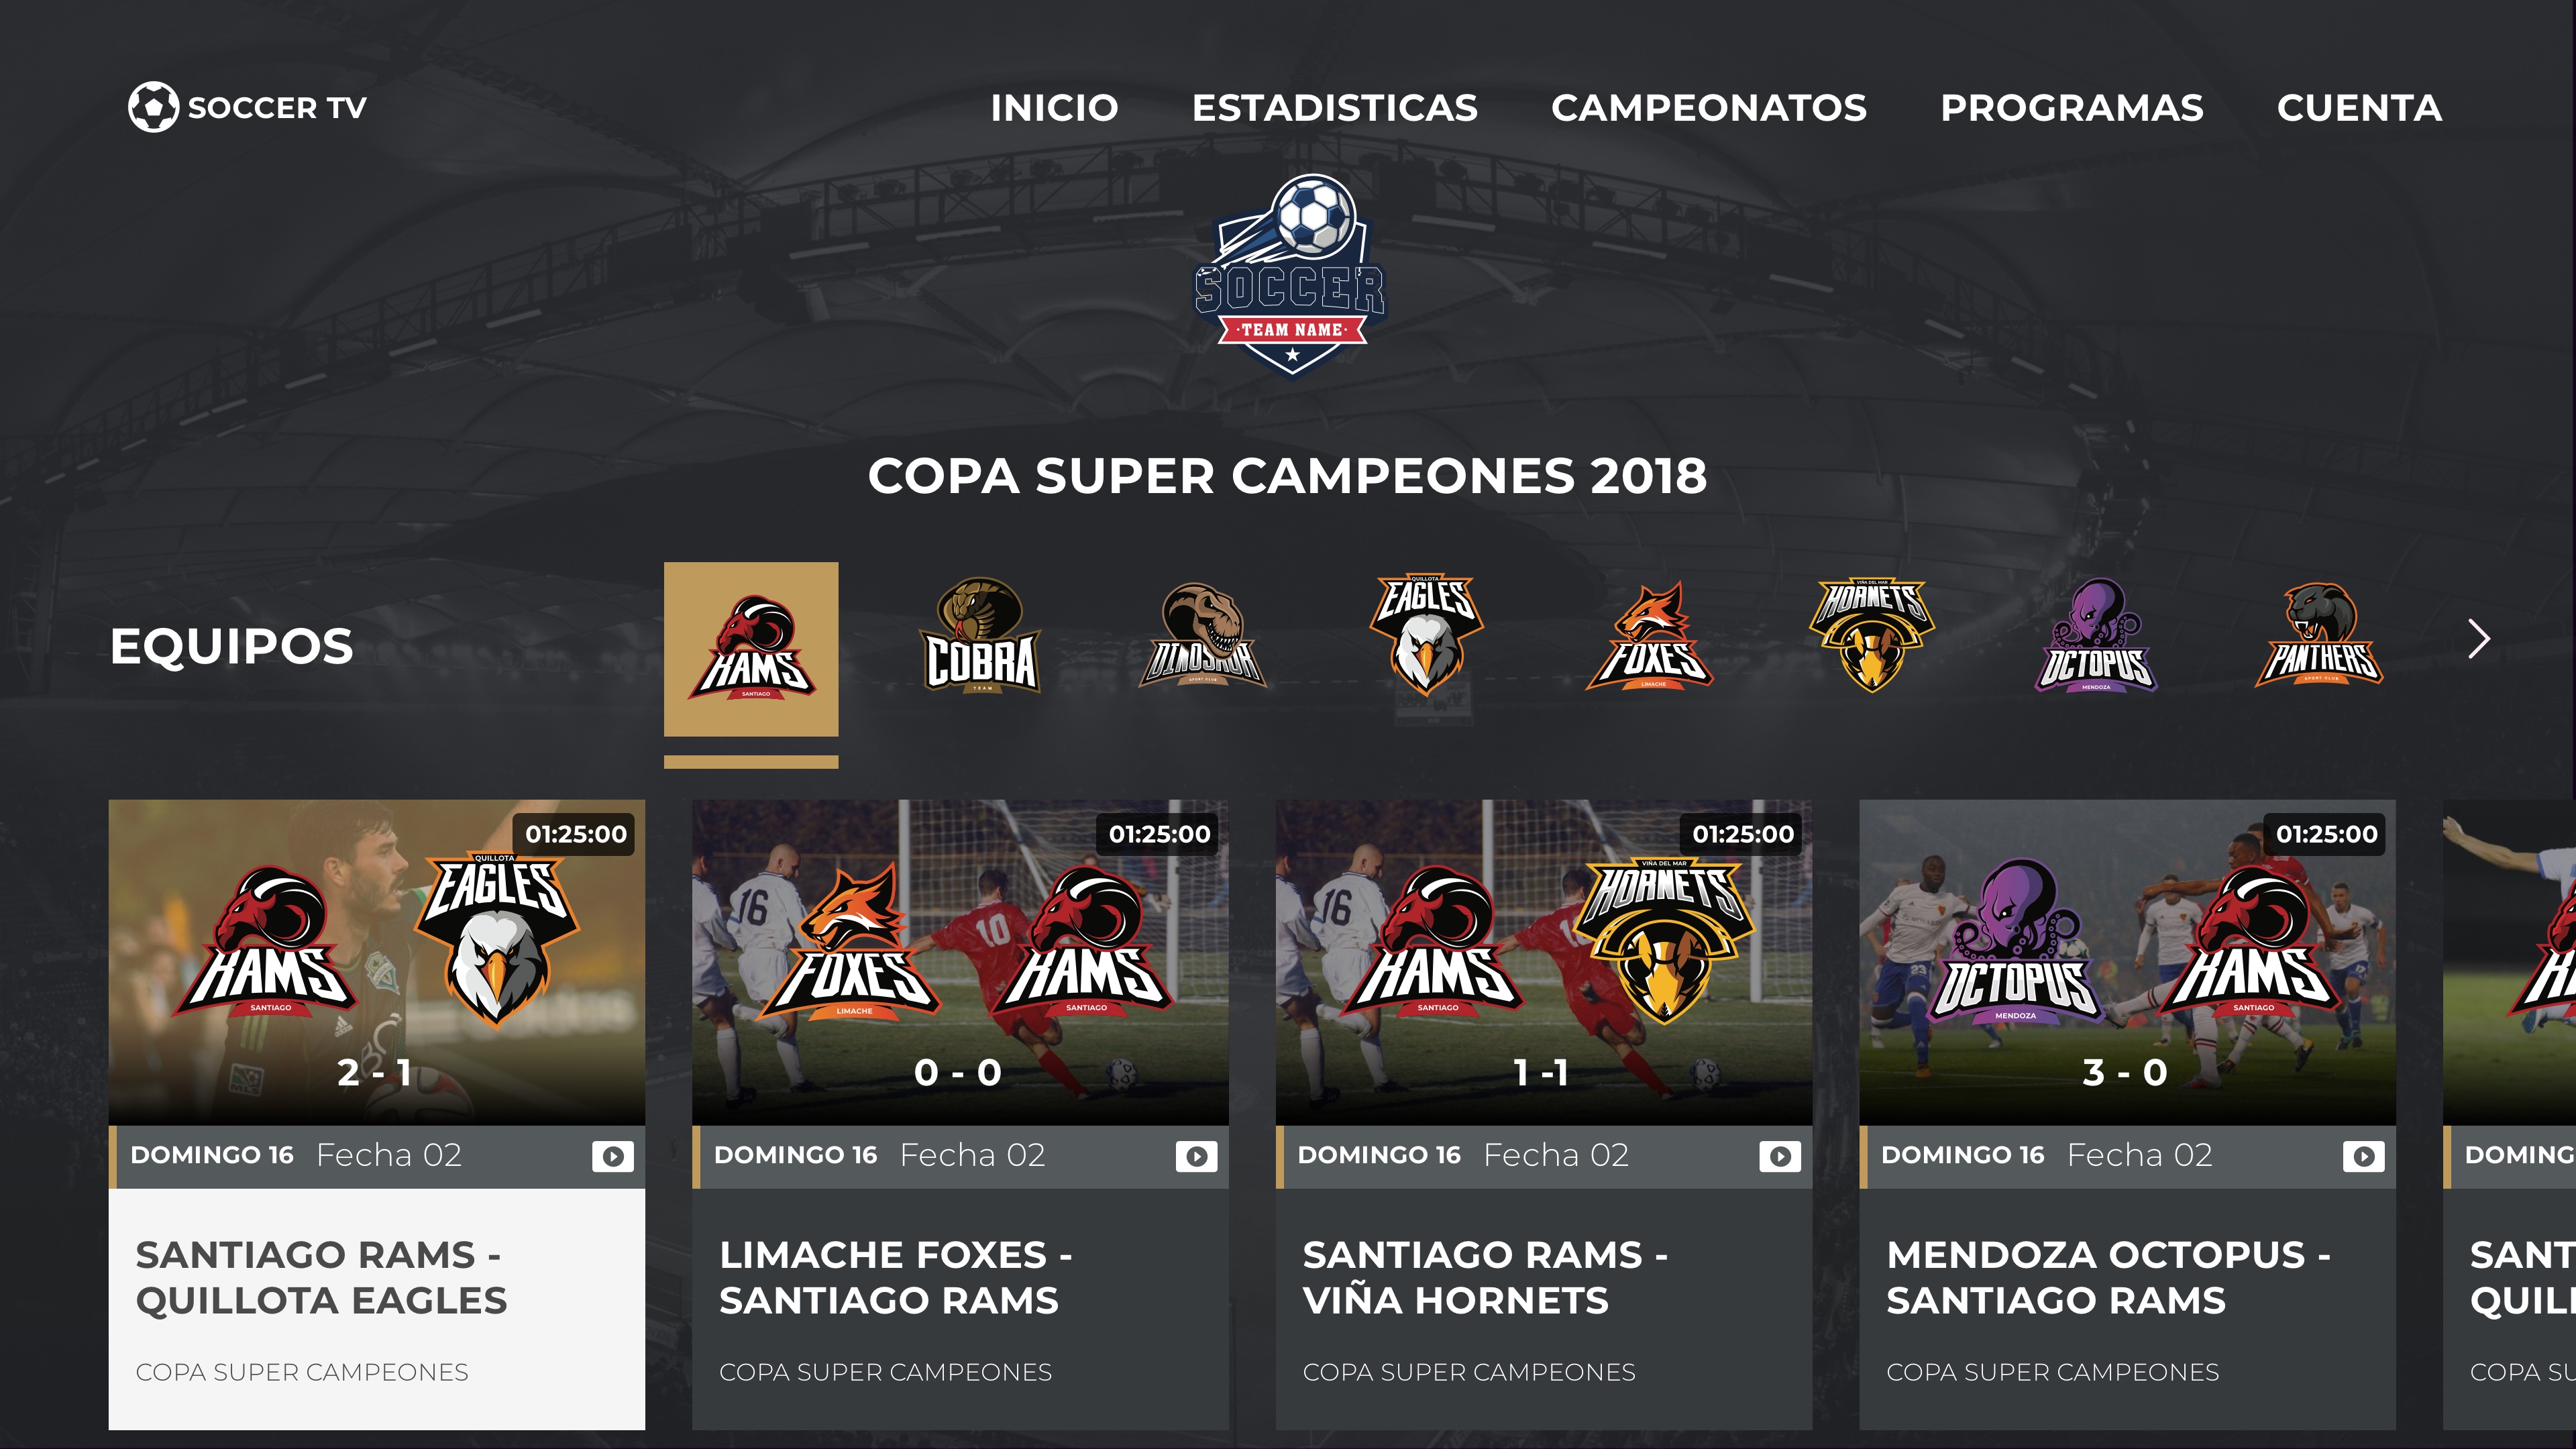 SOCCER TV
INICIO ESTADISTICAS CAMPEONATOS PROGRAMAS CUENTA
SOCCER
·TEAM NAME·
COPA SUPER CAMPEONES 2018
EQUIPOS
RAMS
SANTIAGO
COBRA
TEAM
DINOSAUR
SPORT CLUB
QUILLOTA
EAGLES
FOXES
LIMACHE
VIÑA DEL MAR
HORNETS
OCTOPUS
MENDOZA
PANTHERS
SPORT CLUB
01:25:00
RAMS
SANTIAGO
QUILLOTA
EAGLES
2 - 1
DOMINGO 16 Fecha 02
SANTIAGO RAMS -
QUILLOTA EAGLES
COPA SUPER CAMPEONES
01:25:00
16
10
FOXES
LIMACHE
RAMS
SANTIAGO
0 - 0
DOMINGO 16 Fecha 02
LIMACHE FOXES -
SANTIAGO RAMS
COPA SUPER CAMPEONES
01:25:00
16
RAMS
SANTIAGO
VIÑA DEL MAR
HORNETS
1 -1
DOMINGO 16 Fecha 02
SANTIAGO RAMS -
VIÑA HORNETS
COPA SUPER CAMPEONES
01:25:00
23
OCTOPUS
MENDOZA
RAMS
SANTIAGO
3 - 0
DOMINGO 16 Fecha 02
MENDOZA OCTOPUS -
SANTIAGO RAMS
COPA SUPER CAMPEONES
DOMING
SANT
QUIL
COPA SU